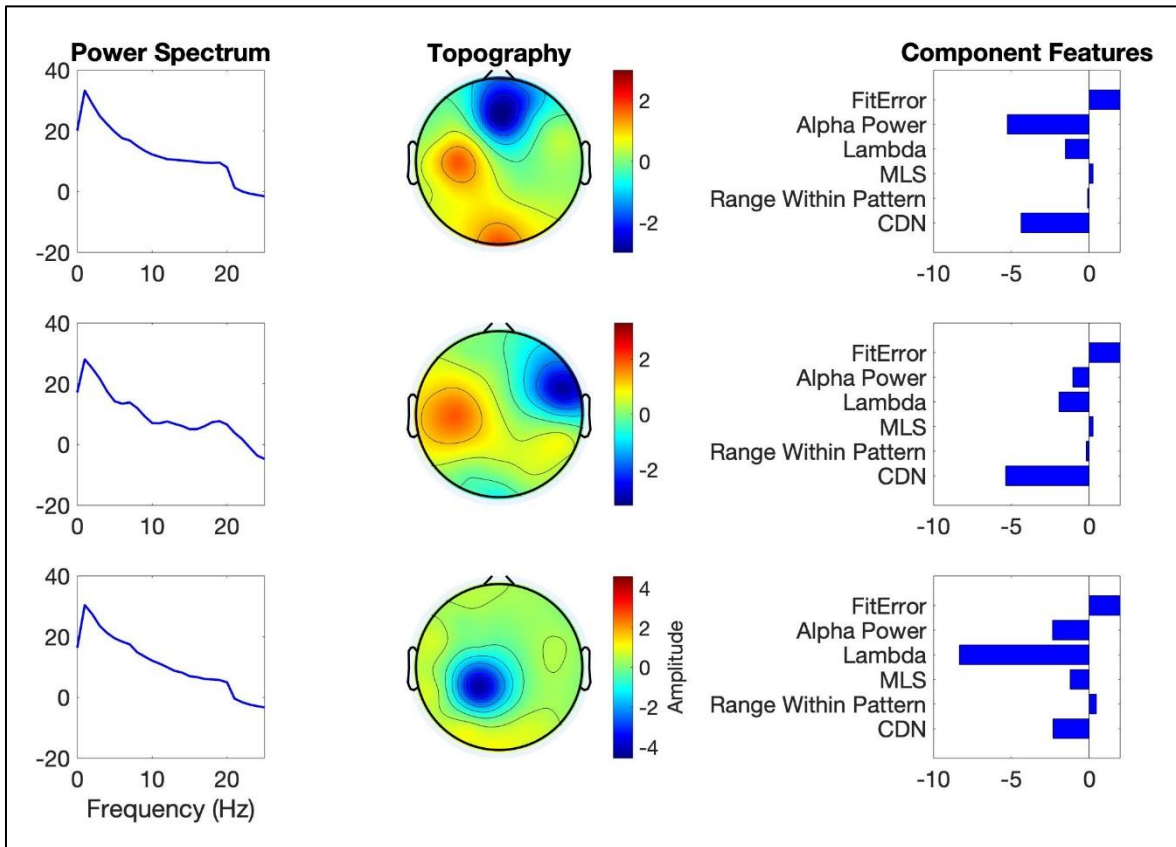 Power Spectrum
Topography
Component Features
40
20
0
-20
0
10
20
2
0
-2
FitError
Alpha Power
Lambda
MLS
Range Within Pattern
CDN
-10
-5
0
40
20
0
-20
0
10
20
2
0
-2
FitError
Alpha Power
Lambda
MLS
Range Within Pattern
CDN
-10
-5
0
40
20
0
-20
0
10
20
Frequency (Hz)
4
2
0
-2
-4
Amplitude
FitError
Alpha Power
Lambda
MLS
Range Within Pattern
CDN
-10
-5
0